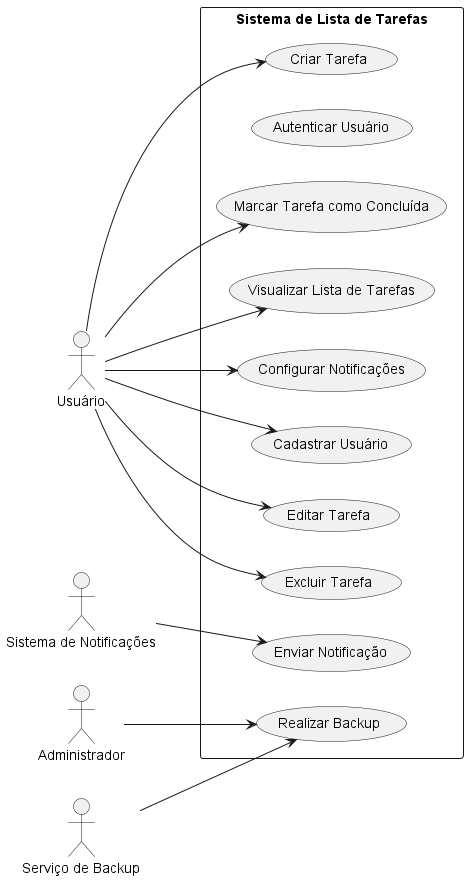 Sistema de Lista de Tarefas
Criar Tarefa
Autenticar Usuário
Marcar Tarefa como Concluída
Visualizar Lista de Tarefas
Configurar Notificações
Usuário
Cadastrar Usuário
Editar Tarefa
Excluir Tarefa
Sistema de Notificações
Enviar Notificação
Realizar Backup
Administrador
Serviço de Backup